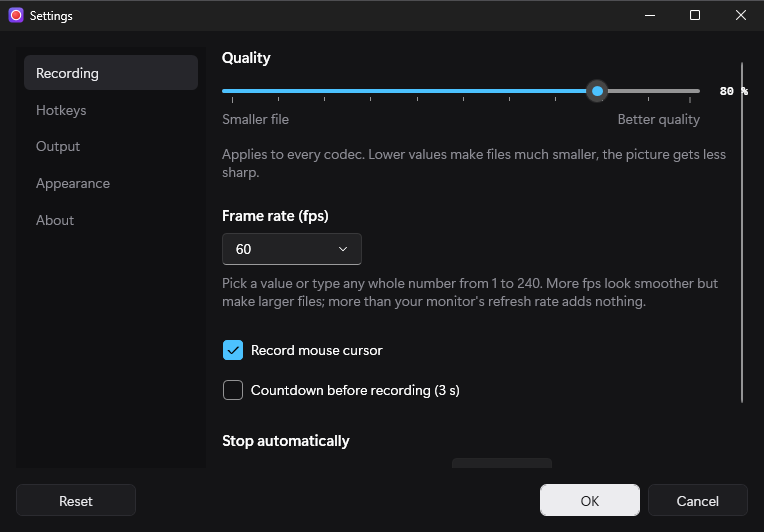 Settings
Recording
Hotkeys
Output
Appearance
About
Quality
80 %
Smaller file
Better quality
Applies to every codec. Lower values make files much smaller, the picture gets less
sharp.
Frame rate (fps)
60
Pick a value or type any whole number from 1 to 240. More fps look smoother but
make larger files; more than your monitor's refresh rate adds nothing.
Record mouse cursor
Countdown before recording (3 s)
Stop automatically
Reset
OK
Cancel